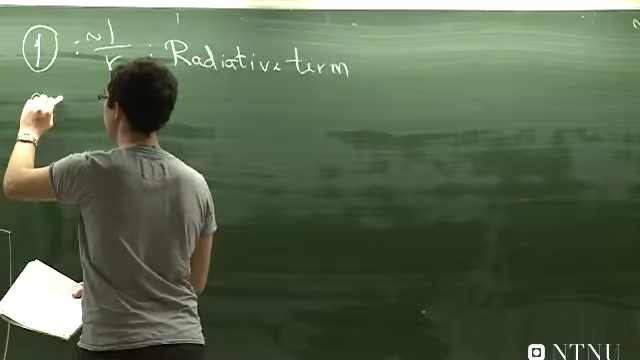 ① : ~ 1/r : Radiative term
NTNU